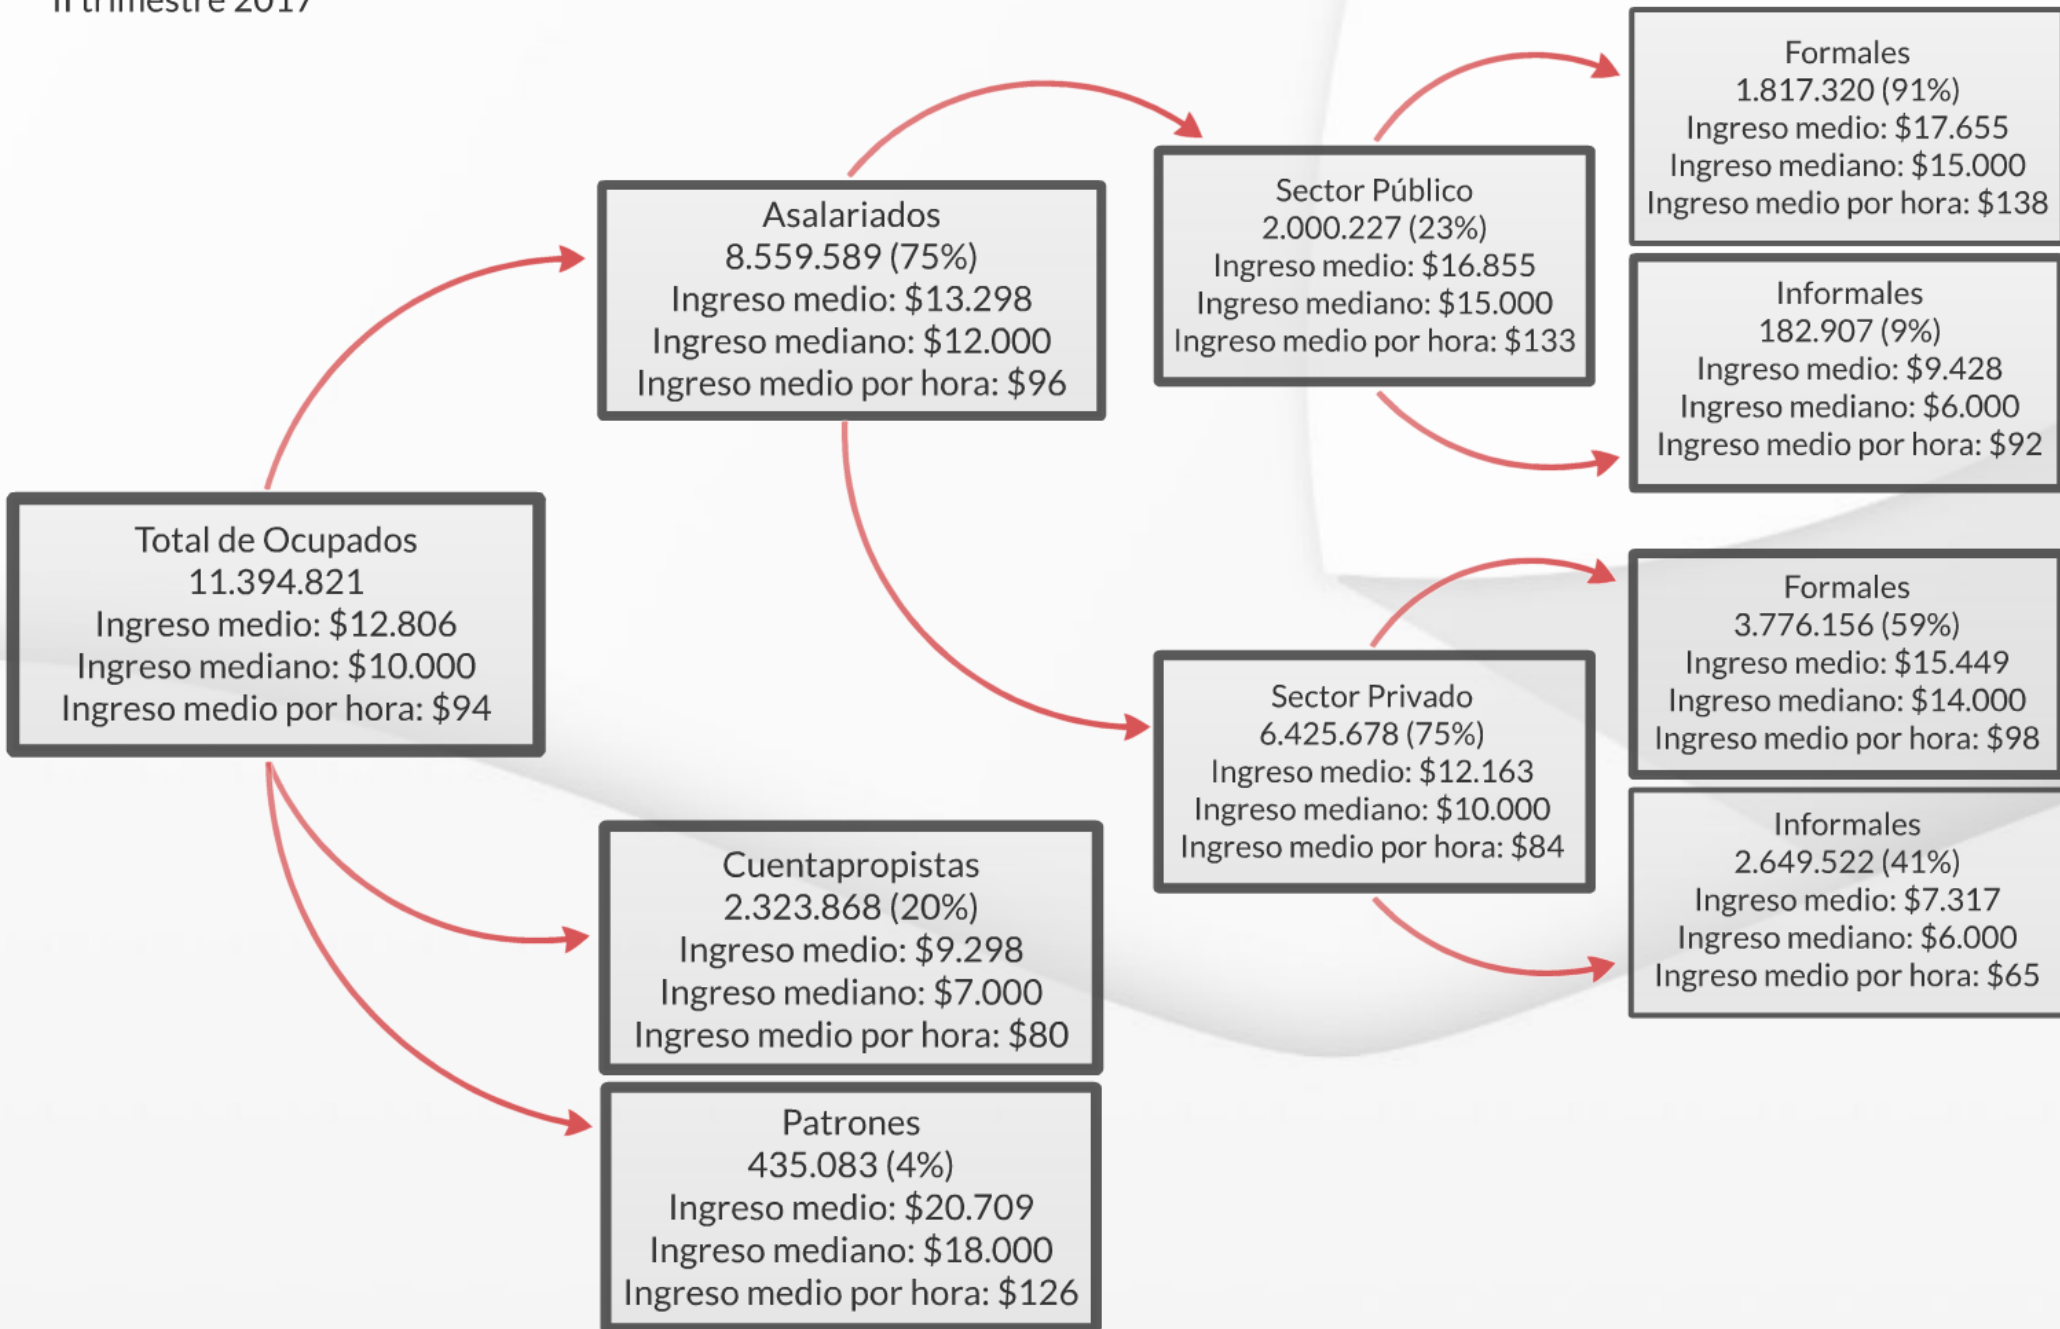 II trimestre 2017
Total de Ocupados
11.394.821
Ingreso medio: $12.806
Ingreso mediano: $10.000
Ingreso medio por hora: $94
Asalariados
8.559.589 (75%)
Ingreso medio: $13.298
Ingreso mediano: $12.000
Ingreso medio por hora: $96
Cuentapropistas
2.323.868 (20%)
Ingreso medio: $9.298
Ingreso mediano: $7.000
Ingreso medio por hora: $80
Patrones
435.083 (4%)
Ingreso medio: $20.709
Ingreso mediano: $18.000
Ingreso medio por hora: $126
Sector Público
2.000.227 (23%)
Ingreso medio: $16.855
Ingreso mediano: $15.000
Ingreso medio por hora: $133
Sector Privado
6.425.678 (75%)
Ingreso medio: $12.163
Ingreso mediano: $10.000
Ingreso medio por hora: $84
Formales
1.817.320 (91%)
Ingreso medio: $17.655
Ingreso mediano: $15.000
Ingreso medio por hora: $138
Informales
182.907 (9%)
Ingreso medio: $9.428
Ingreso mediano: $6.000
Ingreso medio por hora: $92
Formales
3.776.156 (59%)
Ingreso medio: $15.449
Ingreso mediano: $14.000
Ingreso medio por hora: $98
Informales
2.649.522 (41%)
Ingreso medio: $7.317
Ingreso mediano: $6.000
Ingreso medio por hora: $65